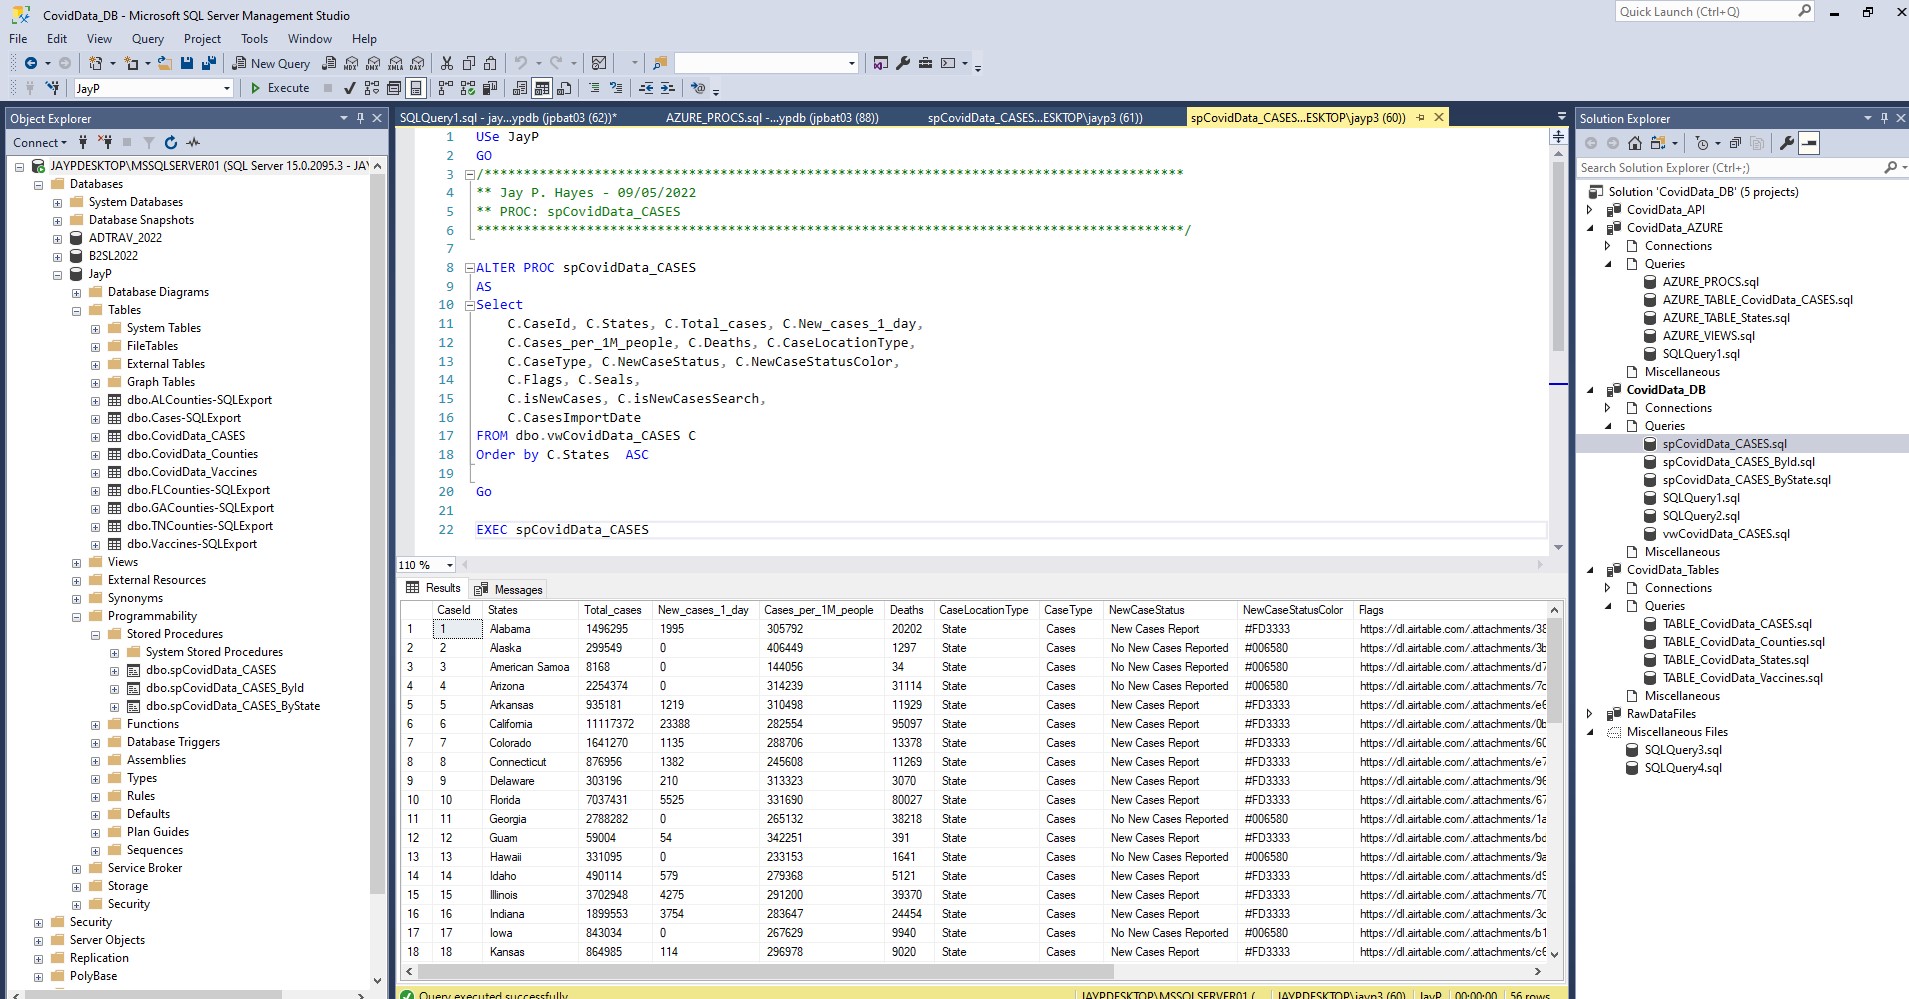 CovidData_DB - Microsoft SQL Server Management Studio
Quick Launch (Ctrl+Q)
File Edit View Query Project Tools Window Help
New Query
JayP
Execute
Object Explorer
Connect
JAYPDESKTOP\MSSQLSERVER01 (SQL Server 15.0.2095.3 - JAY
Databases
System Databases
Database Snapshots
ADTRAV_2022
B2SL2022
JayP
Database Diagrams
Tables
System Tables
FileTables
External Tables
Graph Tables
dbo.ALCounties-SQLExport
dbo.Cases-SQLExport
dbo.CovidData_CASES
dbo.CovidData_Counties
dbo.CovidData_Vaccines
dbo.FLCounties-SQLExport
dbo.GACounties-SQLExport
dbo.TNCounties-SQLExport
dbo.Vaccines-SQLExport
Views
External Resources
Synonyms
Programmability
Stored Procedures
System Stored Procedures
dbo.spCovidData_CASES
dbo.spCovidData_CASES_ById
dbo.spCovidData_CASES_ByState
Functions
Database Triggers
Assemblies
Types
Rules
Defaults
Plan Guides
Sequences
Service Broker
Storage
Security
Security
Server Objects
Replication
PolyBase
SQLQuery1.sql - jay...ypdb (jpbat03 (62))* AZURE_PROCS.sql -...ypdb (jpbat03 (88)) spCovidData_CASES...ESKTOP\jayp3 (61)) spCovidData_CASES...ESKTOP\jayp3 (60))
1 USe JayP
2 GO
3 /******************************************************************************************
4 ** Jay P. Hayes - 09/05/2022
5 ** PROC: spCovidData_CASES
6 ******************************************************************************************/
7
8 ALTER PROC spCovidData_CASES
9 AS
10 Select
11 C.CaseId, C.States, C.Total_cases, C.New_cases_1_day,
12 C.Cases_per_1M_people, C.Deaths, C.CaseLocationType,
13 C.CaseType, C.NewCaseStatus, C.NewCaseStatusColor,
14 C.Flags, C.Seals,
15 C.isNewCases, C.isNewCasesSearch,
16 C.CasesImportDate
17 FROM dbo.vwCovidData_CASES C
18 Order by C.States ASC
19
20 Go
21
22 EXEC spCovidData_CASES
110 %
Results Messages
CaseId States Total_cases New_cases_1_day Cases_per_1M_people Deaths CaseLocationType CaseType NewCaseStatus NewCaseStatusColor Flags
1 1 Alabama 1496295 1995 305792 20202 State Cases New Cases Report #FD3333 https://dl.airtable.com/.attachments/38
2 2 Alaska 299549 0 406449 1297 State Cases No New Cases Reported #006580 https://dl.airtable.com/.attachments/3b
3 3 American Samoa 8168 0 144056 34 State Cases No New Cases Reported #006580 https://dl.airtable.com/.attachments/d7
4 4 Arizona 2254374 0 314239 31114 State Cases No New Cases Reported #006580 https://dl.airtable.com/.attachments/7c
5 5 Arkansas 935181 1219 310498 11929 State Cases New Cases Report #FD3333 https://dl.airtable.com/.attachments/e6
6 6 California 11117372 23388 282554 95097 State Cases New Cases Report #FD3333 https://dl.airtable.com/.attachments/0b
7 7 Colorado 1641270 1135 288706 13378 State Cases New Cases Report #FD3333 https://dl.airtable.com/.attachments/60
8 8 Connecticut 876956 1382 245608 11269 State Cases New Cases Report #FD3333 https://dl.airtable.com/.attachments/e7
9 9 Delaware 303196 210 313323 3070 State Cases New Cases Report #FD3333 https://dl.airtable.com/.attachments/96
10 10 Florida 7037431 5525 331690 80027 State Cases New Cases Report #FD3333 https://dl.airtable.com/.attachments/67
11 11 Georgia 2788282 0 265132 38218 State Cases No New Cases Reported #006580 https://dl.airtable.com/.attachments/1a
12 12 Guam 59004 54 342251 391 State Cases New Cases Report #FD3333 https://dl.airtable.com/.attachments/bc
13 13 Hawaii 331095 0 233153 1641 State Cases No New Cases Reported #006580 https://dl.airtable.com/.attachments/9a
14 14 Idaho 490114 579 279368 5121 State Cases New Cases Report #FD3333 https://dl.airtable.com/.attachments/d9
15 15 Illinois 3702948 4275 291200 39370 State Cases New Cases Report #FD3333 https://dl.airtable.com/.attachments/70
16 16 Indiana 1899553 3754 283647 24454 State Cases New Cases Report #FD3333 https://dl.airtable.com/.attachments/3c
17 17 Iowa 843034 0 267629 9940 State Cases No New Cases Reported #006580 https://dl.airtable.com/.attachments/b1
18 18 Kansas 864985 114 296978 9020 State Cases New Cases Report #FD3333 https://dl.airtable.com/.attachments/c6
Query executed successfully JAYPDESKTOP\MSSQLSERVER01 (... JAYPDESKTOP\jayp3 (60) JayP 00:00:00 56 rows
Solution Explorer
Search Solution Explorer (Ctrl+;)
Solution 'CovidData_DB' (5 projects)
CovidData_API
CovidData_AZURE
Connections
Queries
AZURE_PROCS.sql
AZURE_TABLE_CovidData_CASES.sql
AZURE_TABLE_States.sql
AZURE_VIEWS.sql
SQLQuery1.sql
Miscellaneous
CovidData_DB
Connections
Queries
spCovidData_CASES.sql
spCovidData_CASES_ById.sql
spCovidData_CASES_ByState.sql
SQLQuery1.sql
SQLQuery2.sql
vwCovidData_CASES.sql
Miscellaneous
CovidData_Tables
Connections
Queries
TABLE_CovidData_CASES.sql
TABLE_CovidData_Counties.sql
TABLE_CovidData_States.sql
TABLE_CovidData_Vaccines.sql
Miscellaneous
RawDataFiles
Miscellaneous Files
SQLQuery3.sql
SQLQuery4.sql